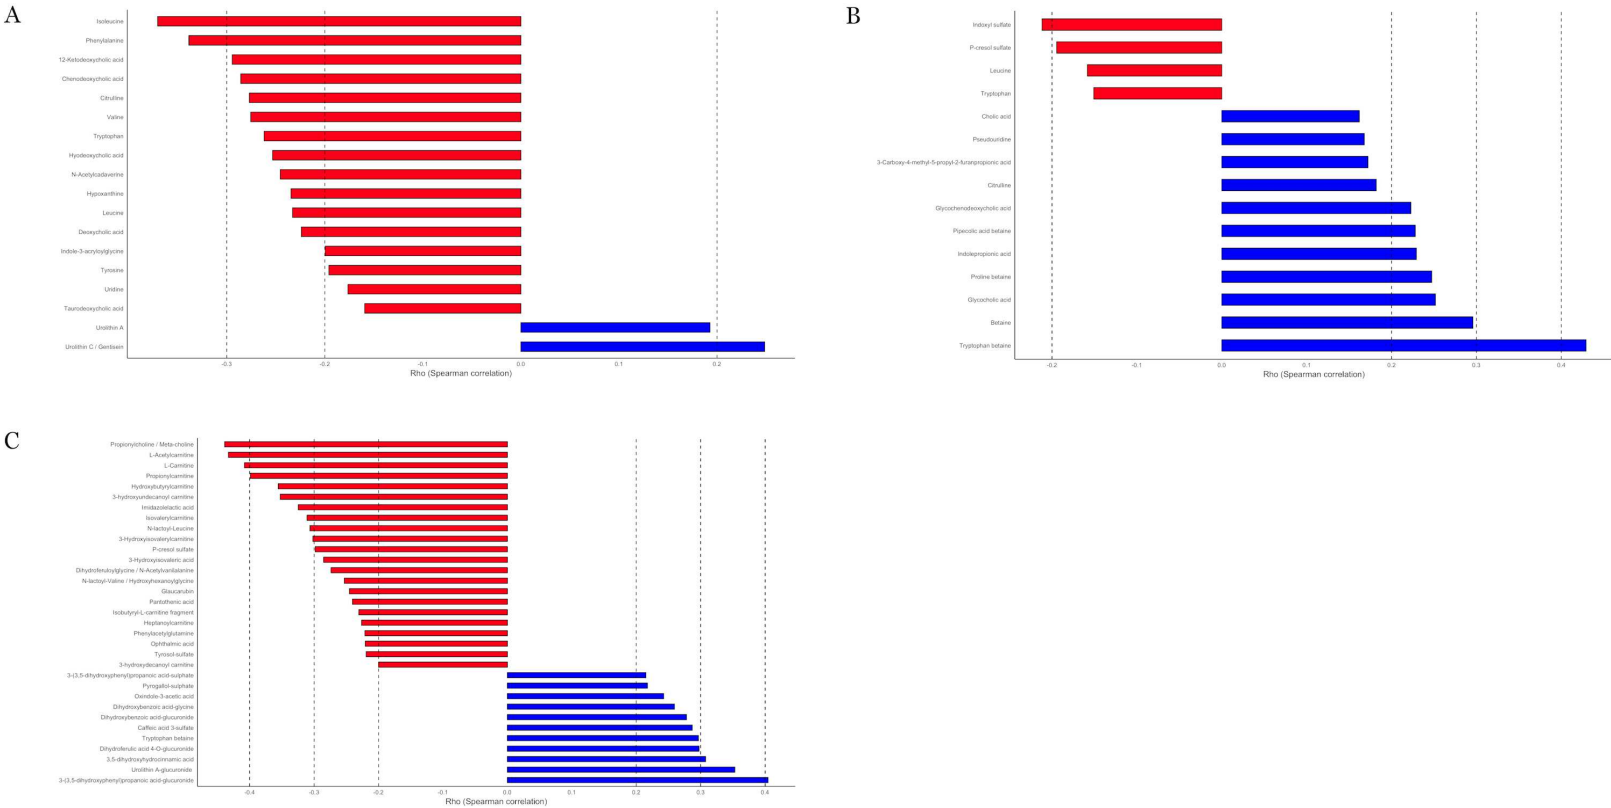 A
Isoleucine
Phenylalanine
12-Ketodeoxycholic acid
Chenodeoxycholic acid
Citrulline
Valine
Tryptophan
Hyodeoxycholic acid
N-Acetylcadaverine
Hypoxanthine
Leucine
Deoxycholic acid
Indole-3-acryloylglycine
Tyrosine
Uridine
Taurodeoxycholic acid
Urolithin A
Urolithin C / Gentisein
-0.3 -0.2 -0.1 0.0 0.1 0.2
Rho (Spearman correlation)
B
Indoxyl sulfate
P-cresol sulfate
Leucine
Tryptophan
Cholic acid
Pseudouridine
3-Carboxy-4-methyl-5-propyl-2-furanpropionic acid
Citrulline
Glycochenodeoxycholic acid
Pipecolic acid betaine
Indolepropionic acid
Proline betaine
Glycocholic acid
Betaine
Tryptophan betaine
-0.2 -0.1 0.0 0.1 0.2 0.3 0.4
Rho (Spearman correlation)
C
Propionylcholine / Meta-choline
L-Acetylcarnitine
L-Carnitine
Propionylcarnitine
Hydroxybutyrylcarnitine
3-hydroxyundecanoyl carnitine
Imidazolelactic acid
Isovalerylcarnitine
N-lactoyl-Leucine
3-Hydroxyisovalerylcarnitine
P-cresol sulfate
3-Hydroxyisovaleric acid
Dihydroferuloylglycine / N-Acetylvanilalanine
N-lactoyl-Valine / Hydroxyhexanoylglycine
Glaucarubin
Pantothenic acid
Isobutyryl-L-carnitine fragment
Heptanoylcarnitine
Phenylacetylglutamine
Ophthalmic acid
Tyrosol-sulfate
3-hydroxydecanoyl carnitine
3-(3,5-dihydroxyphenyl)propanoic acid-sulphate
Pyrogallol-sulphate
Oxindole-3-acetic acid
Dihydroxybenzoic acid-glycine
Dihydroxybenzoic acid-glucuronide
Caffeic acid 3-sulfate
Tryptophan betaine
Dihydroferulic acid 4-O-glucuronide
3,5-dihydroxyhydrocinnamic acid
Urolithin A-glucuronide
3-(3,5-dihydroxyphenyl)propanoic acid-glucuronide
-0.4 -0.3 -0.2 -0.1 0.0 0.1 0.2 0.3 0.4
Rho (Spearman correlation)